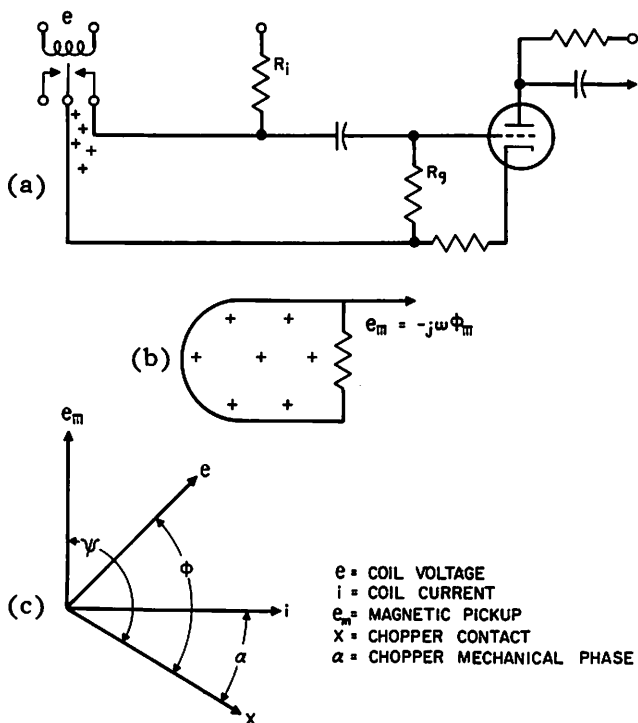 e
Ri
+ + + + + +
(a)
Rg
(b)
+ + + + + + +
em = -jωΦm
em
e
ψ
Φ
(c)
i
α
x
e = COIL VOLTAGE
i = COIL CURRENT
em = MAGNETIC PICKUP
X = CHOPPER CONTACT
α = CHOPPER MECHANICAL PHASE